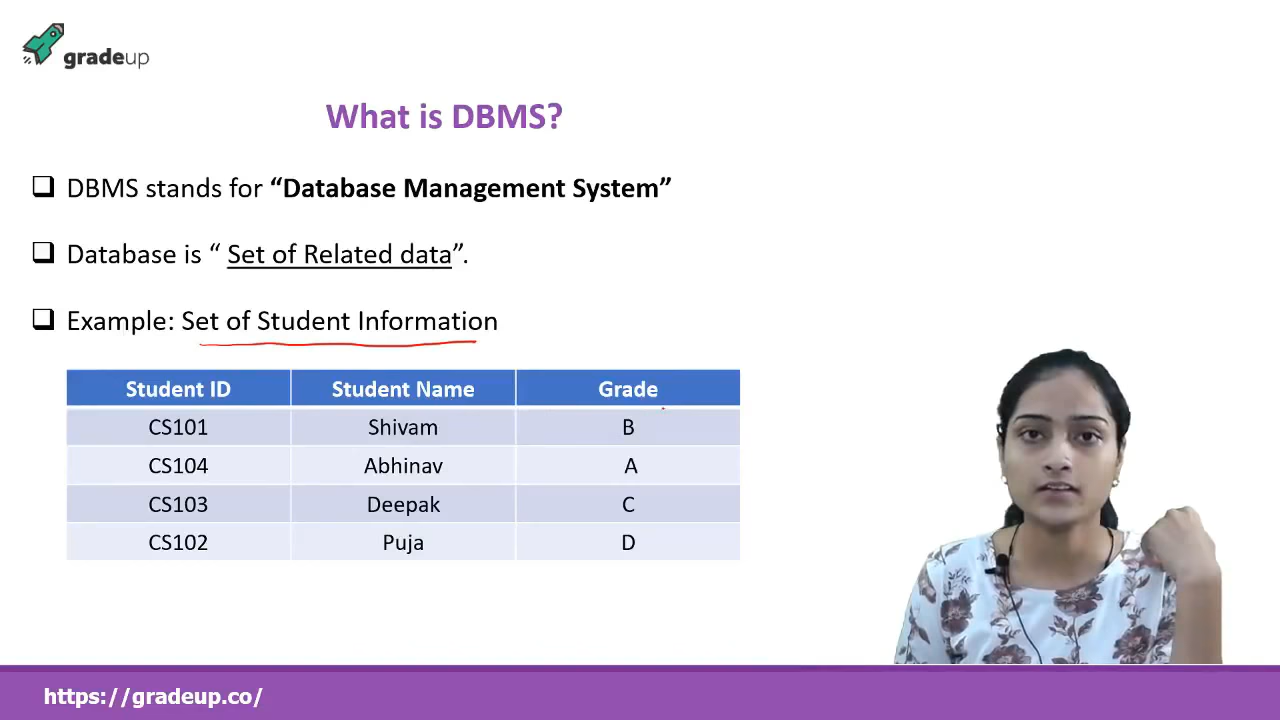 gradeup
What is DBMS?
❑ DBMS stands for “Database Management System”
❑ Database is “ Set of Related data”.
❑ Example: Set of Student Information
Student ID Student Name Grade
CS101 Shivam B
CS104 Abhinav A
CS103 Deepak C
CS102 Puja D
https://gradeup.co/